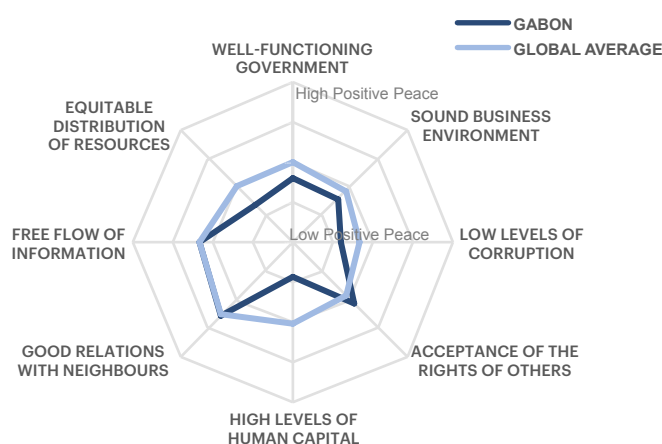 GABON
GLOBAL AVERAGE
WELL-FUNCTIONING
GOVERNMENT
High Positive Peace
EQUITABLE
DISTRIBUTION
OF RESOURCES
SOUND BUSINESS
ENVIRONMENT
FREE FLOW OF
INFORMATION
Low Positive Peace
LOW LEVELS OF
CORRUPTION
GOOD RELATIONS
WITH NEIGHBOURS
ACCEPTANCE OF THE
RIGHTS OF OTHERS
HIGH LEVELS OF
HUMAN CAPITAL